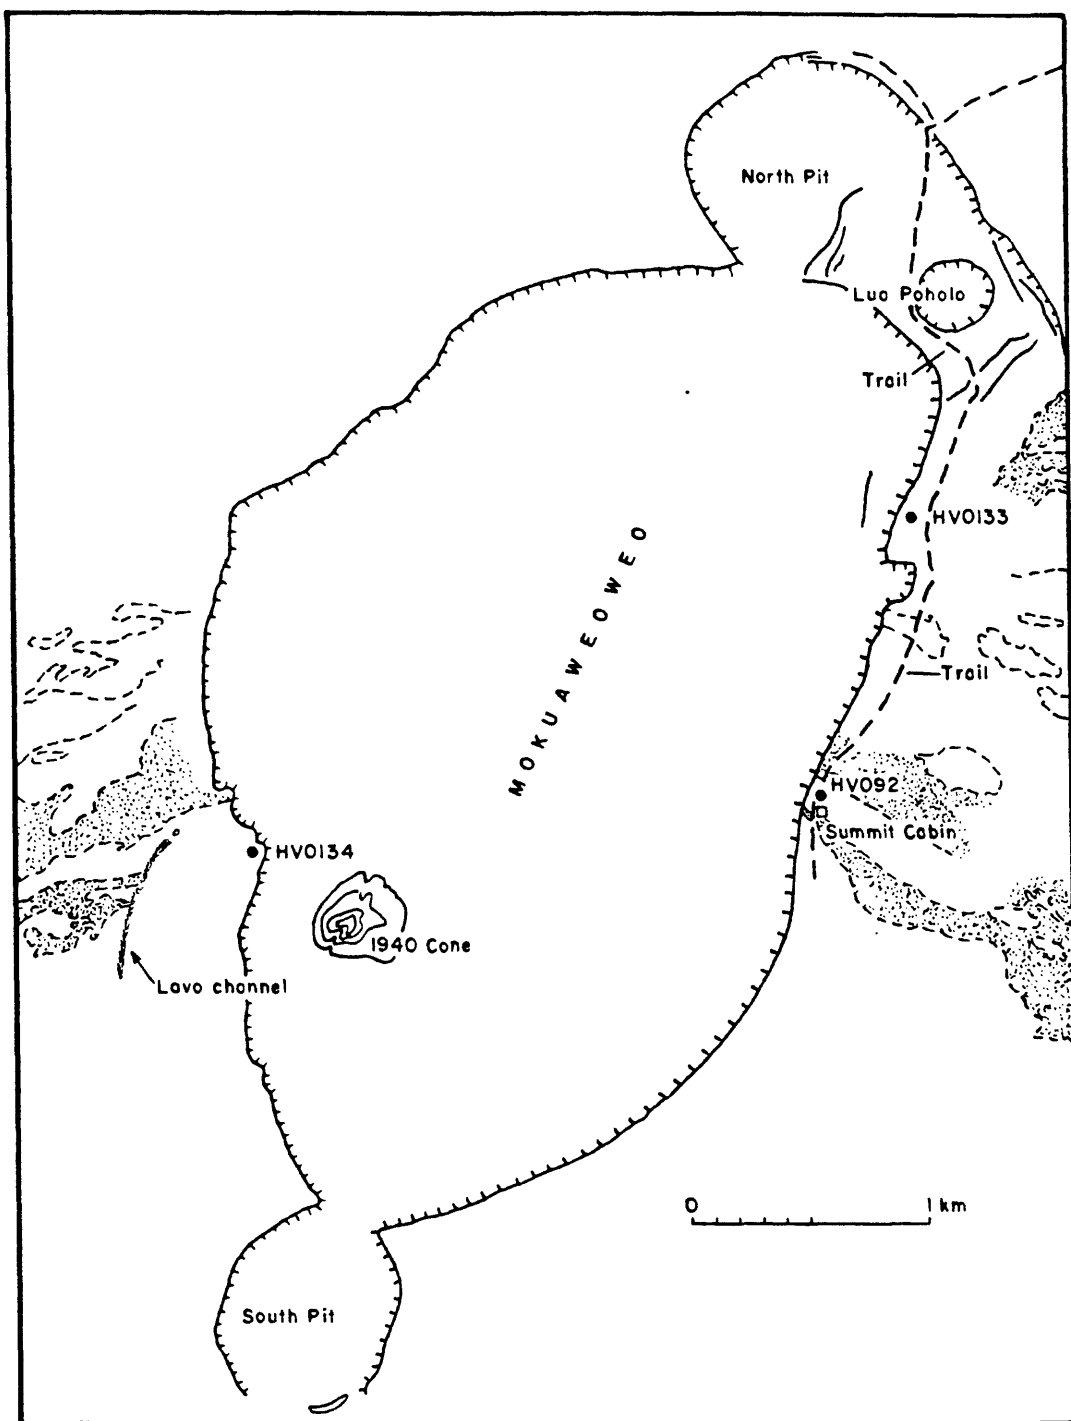 North Pit
Lua Poholo
Trail
HVO133
MOKUAWEOWEO
Trail
HVO92
Summit Cabin
HVO134
1940 Cone
Lava channel
0 1 km
South Pit